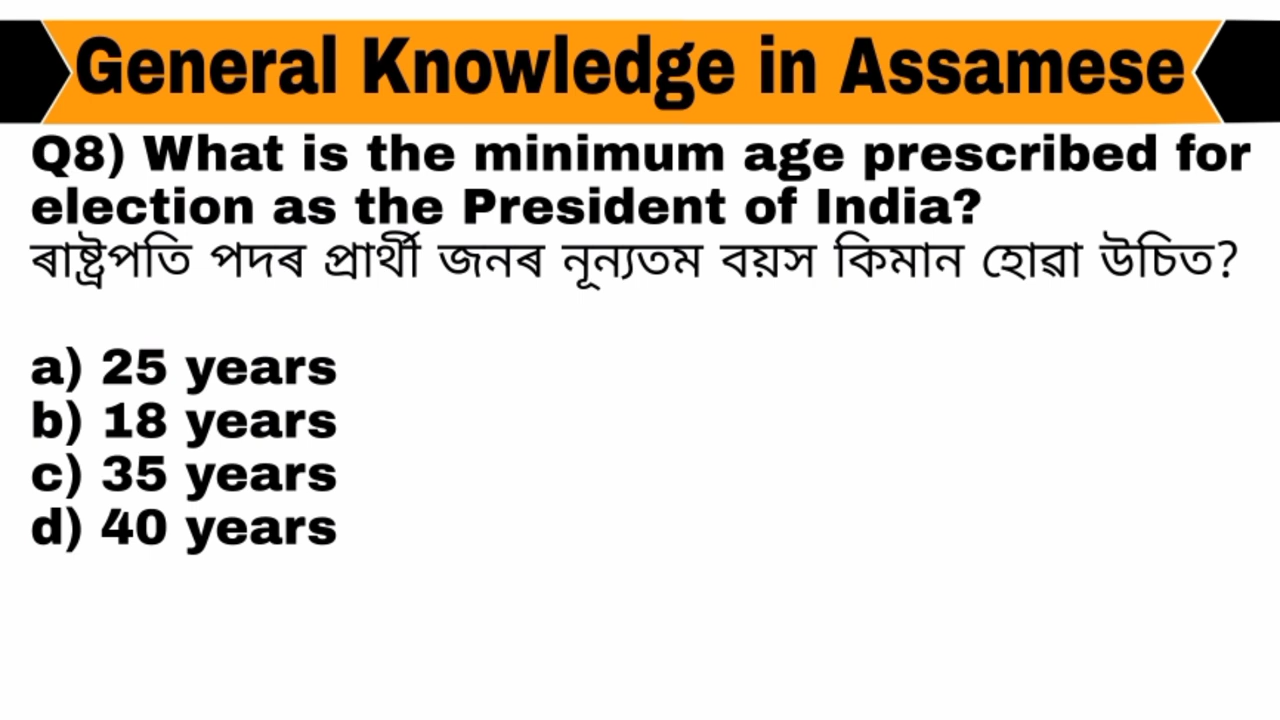 General Knowledge in Assamese
Q8) What is the minimum age prescribed for
election as the President of India?
ৰাষ্ট্ৰপতি পদৰ প্ৰাৰ্থী জনৰ নূন্যতম বয়স কিমান হোৱা উচিত?
a) 25 years
b) 18 years
c) 35 years
d) 40 years